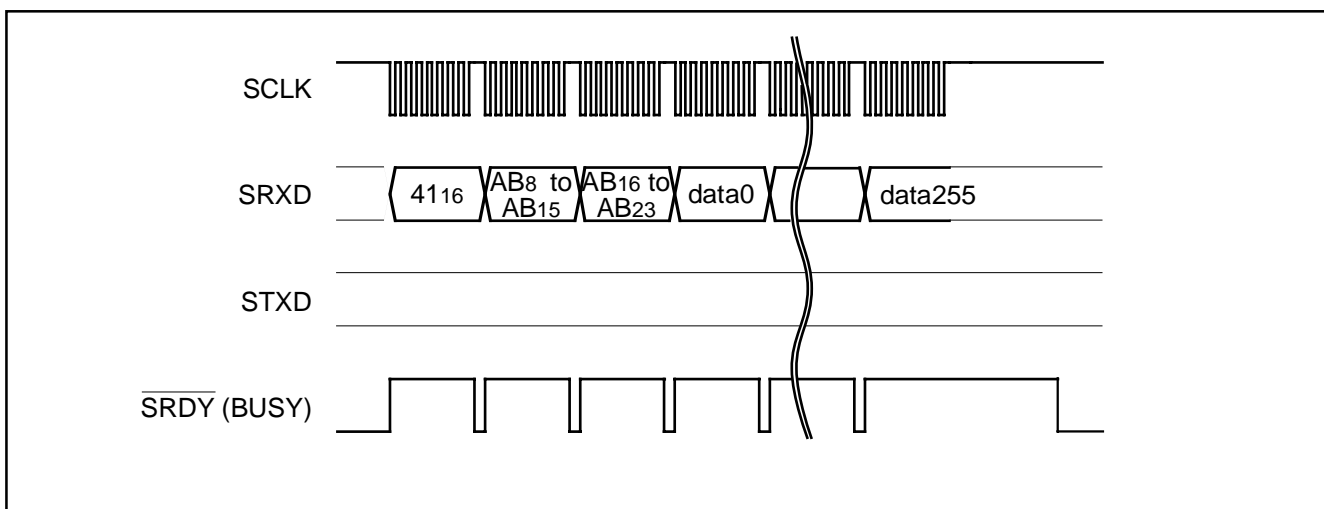 SCLK
SRXD
4116
AB8 to
AB15
AB16 to
AB23
data0
data255
STXD
SRDY (BUSY)